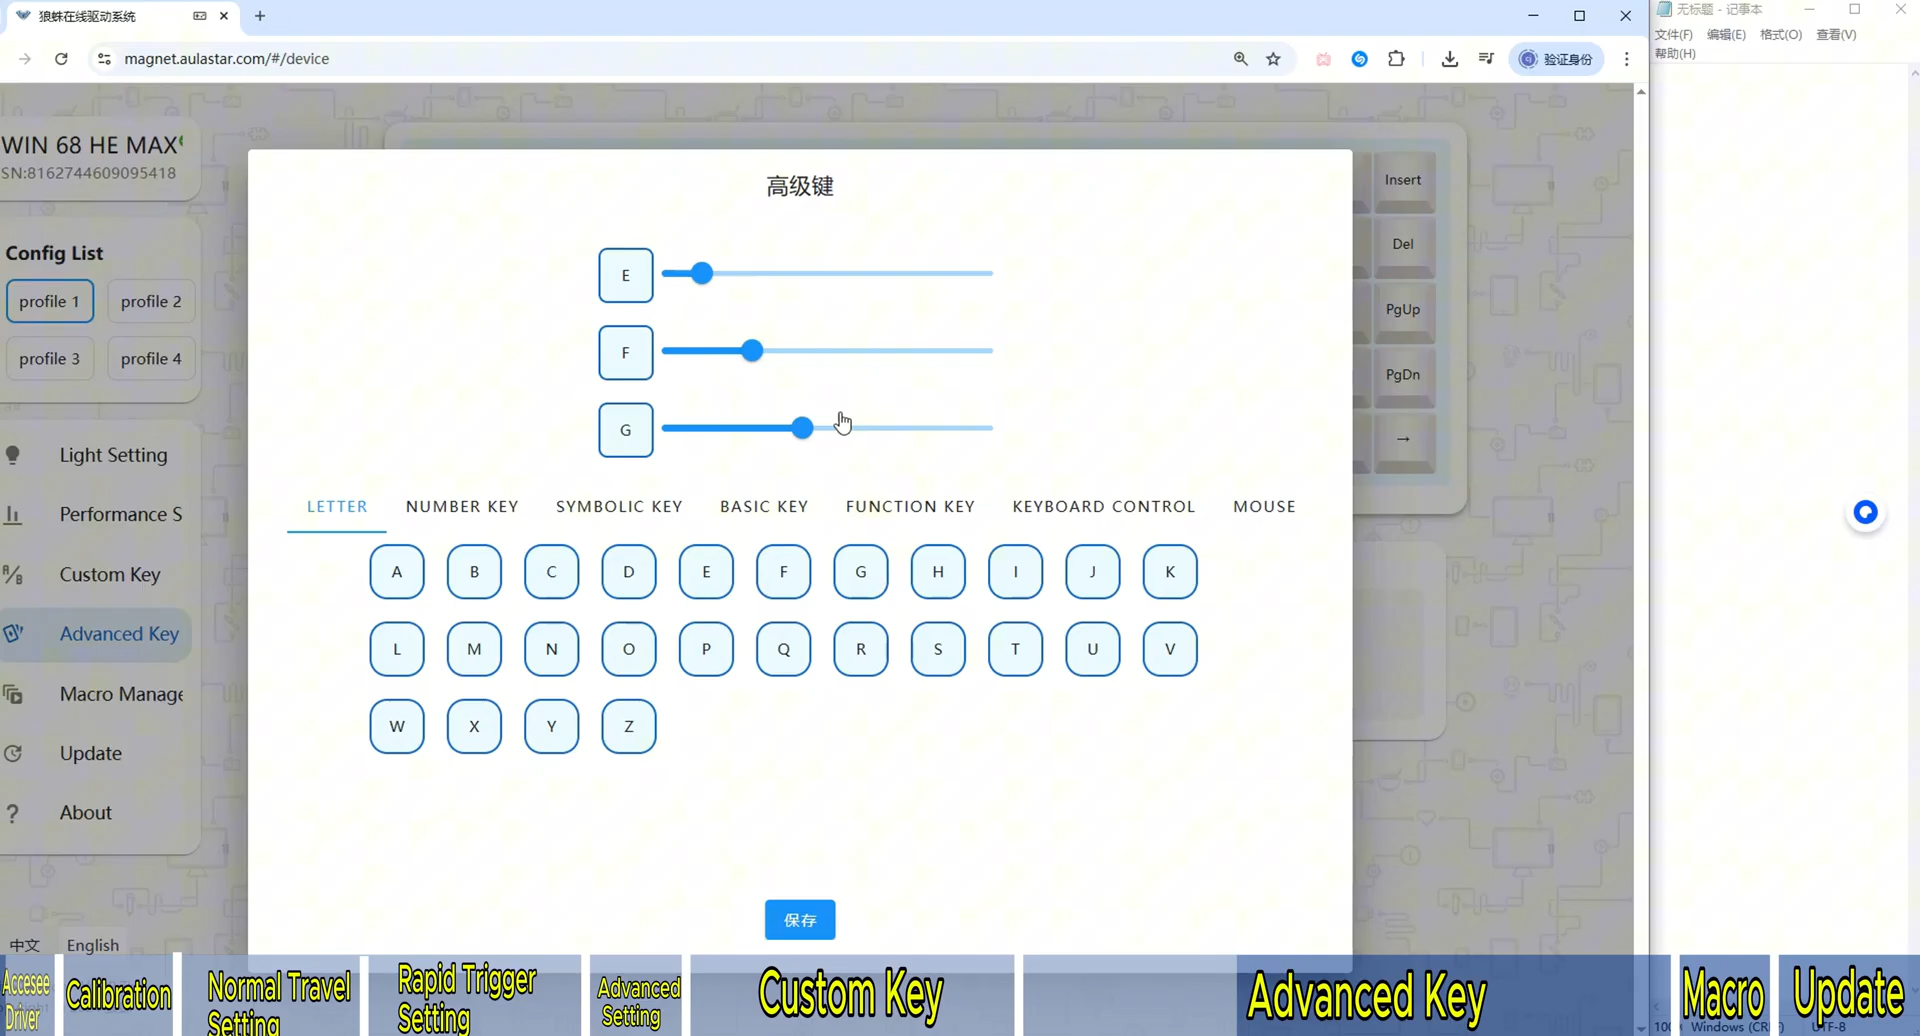 狼蛛在线驱动系统
magnet.aulastar.com/#/device
验证身份
无标题 - 记事本
文件(F) 编辑(E) 格式(O) 查看(V)
帮助(H)
WIN 68 HE MAX
SN:8162744609095418
Config List
profile 1 profile 2
profile 3 profile 4
Light Setting
Performance S
Custom Key
Advanced Key
Macro Manage
Update
About
中文 English
高级键
E
F
G
LETTER NUMBER KEY SYMBOLIC KEY BASIC KEY FUNCTION KEY KEYBOARD CONTROL MOUSE
A B C D E F G H I J K
L M N O P Q R S T U V
W X Y Z
保存
Insert
Del
PgUp
PgDn
→
Accesee
Driver
Calibration
Normal Travel
Setting
Rapid Trigger
Setting
Advanced
Setting
Custom Key
Advanced Key
Macro
Update
Windows (CR
UTF-8